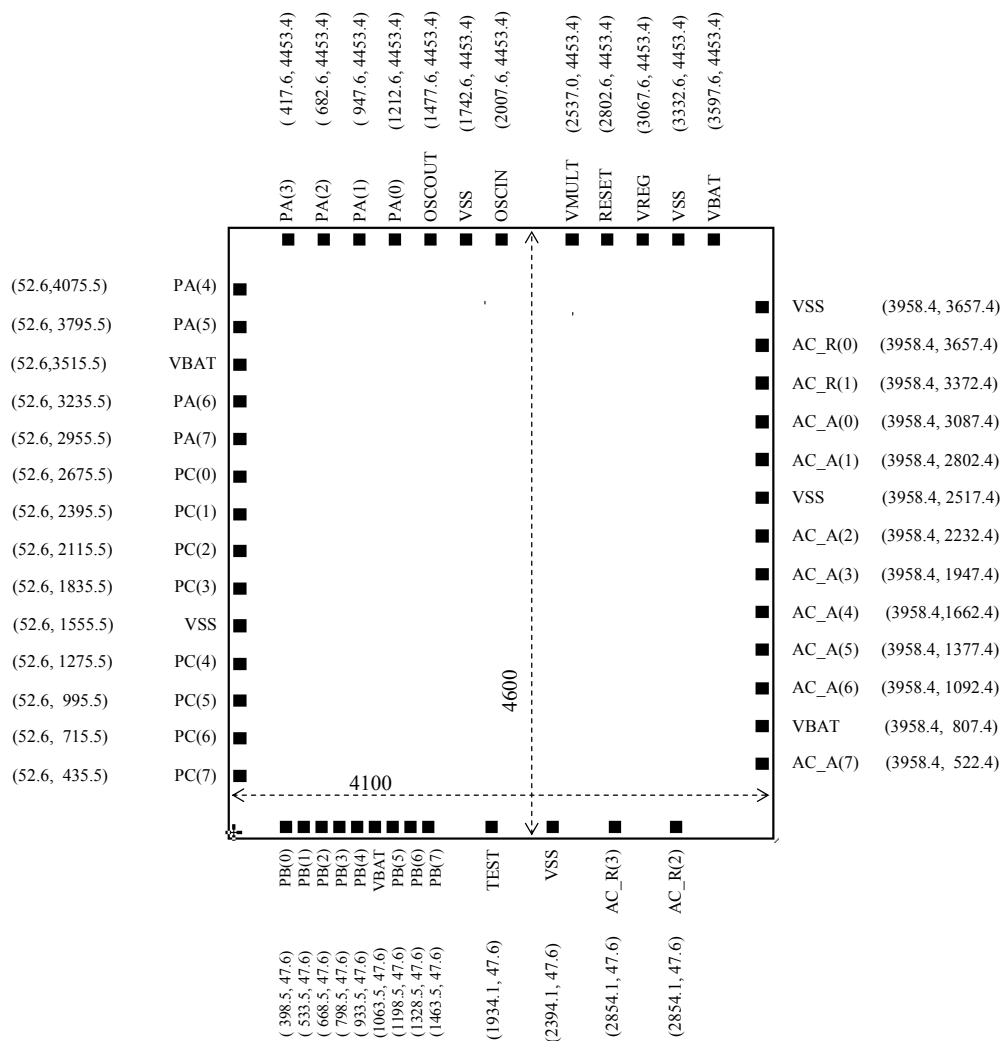 ( 417.6, 4453.4)
( 682.6, 4453.4)
( 947.6, 4453.4)
(1212.6, 4453.4)
(1477.6, 4453.4)
(1742.6, 4453.4)
(2007.6, 4453.4)
(2537.0, 4453.4)
(2802.6, 4453.4)
(3067.6, 4453.4)
(3332.6, 4453.4)
(3597.6, 4453.4)
PA(3)
PA(2)
PA(1)
PA(0)
OSCOUT
VSS
OSCIN
VMULT
RESET
VREG
VSS
VBAT
(52.6,4075.5) PA(4)
(52.6, 3795.5) PA(5)
(52.6,3515.5) VBAT
(52.6, 3235.5) PA(6)
(52.6, 2955.5) PA(7)
(52.6, 2675.5) PC(0)
(52.6, 2395.5) PC(1)
(52.6, 2115.5) PC(2)
(52.6, 1835.5) PC(3)
(52.6, 1555.5) VSS
(52.6, 1275.5) PC(4)
(52.6, 995.5) PC(5)
(52.6, 715.5) PC(6)
(52.6, 435.5) PC(7)
VSS (3958.4, 3657.4)
AC_R(0) (3958.4, 3657.4)
AC_R(1) (3958.4, 3372.4)
AC_A(0) (3958.4, 3087.4)
AC_A(1) (3958.4, 2802.4)
VSS (3958.4, 2517.4)
AC_A(2) (3958.4, 2232.4)
AC_A(3) (3958.4, 1947.4)
AC_A(4) (3958.4,1662.4)
AC_A(5) (3958.4, 1377.4)
AC_A(6) (3958.4, 1092.4)
VBAT (3958.4, 807.4)
AC_A(7) (3958.4, 522.4)
4600
4100
PB(0)
PB(1)
PB(2)
PB(3)
PB(4)
VBAT
PB(5)
PB(6)
PB(7)
TEST
VSS
AC_R(3)
AC_R(2)
( 398.5, 47.6)
( 533.5, 47.6)
( 668.5, 47.6)
( 798.5, 47.6)
( 933.5, 47.6)
(1063.5, 47.6)
(1198.5, 47.6)
(1328.5, 47.6)
(1463.5, 47.6)
(1934.1, 47.6)
(2394.1, 47.6)
(2854.1, 47.6)
(2854.1, 47.6)